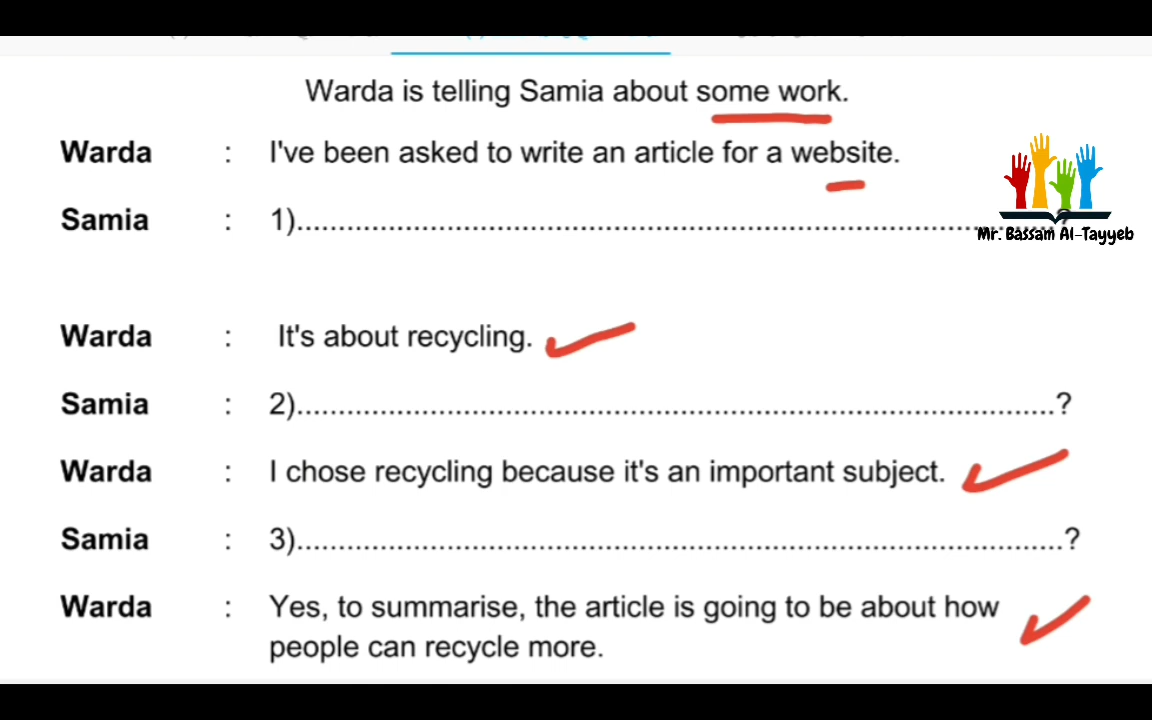 Warda is telling Samia about some work.
Warda : I've been asked to write an article for a website.
Samia : 1)..........................................................................................?
Mr. Bassam Al-Tayyeb
Warda : It's about recycling.
Samia : 2)..........................................................................................?
Warda : I chose recycling because it's an important subject.
Samia : 3)...........................................................................................?
Warda : Yes, to summarise, the article is going to be about how
people can recycle more.